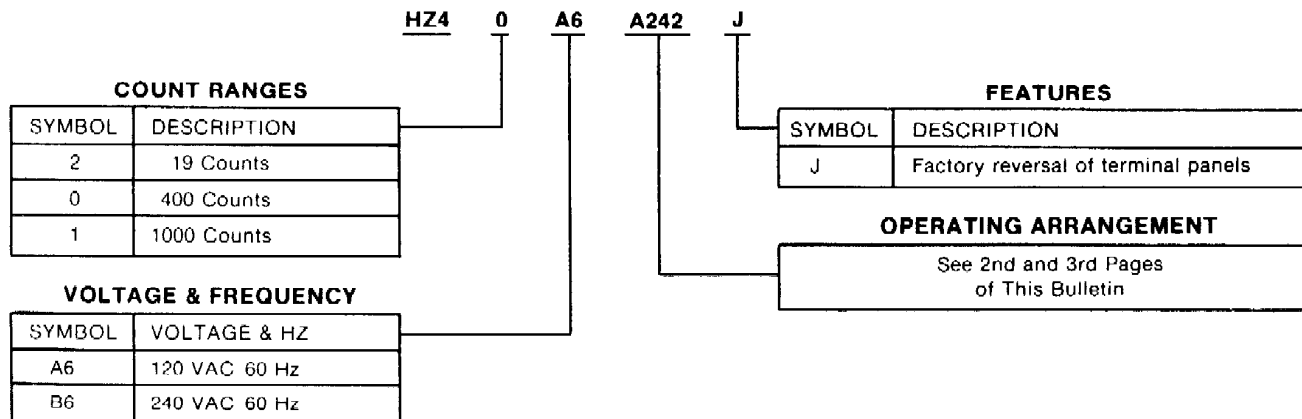 HZ4 0 A6 A242 J
COUNT RANGES
SYMBOL DESCRIPTION
2 19 Counts
0 400 Counts
1 1000 Counts
VOLTAGE & FREQUENCY
SYMBOL VOLTAGE & HZ
A6 120 VAC 60 Hz
B6 240 VAC 60 Hz
FEATURES
SYMBOL DESCRIPTION
J Factory reversal of terminal panels
OPERATING ARRANGEMENT
See 2nd and 3rd Pages
of This Bulletin